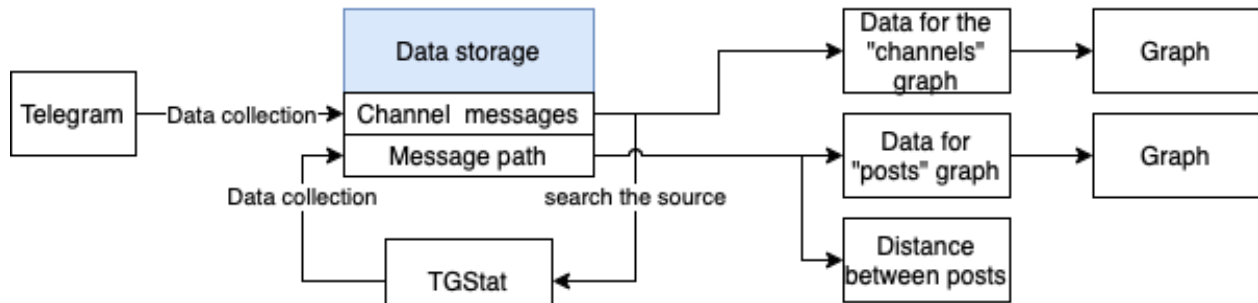 Telegram
Data collection
Data storage
Channel messages
Message path
Data collection
search the source
TGStat
Data for the
"channels"
graph
Graph
Data for
"posts" graph
Graph
Distance
between posts